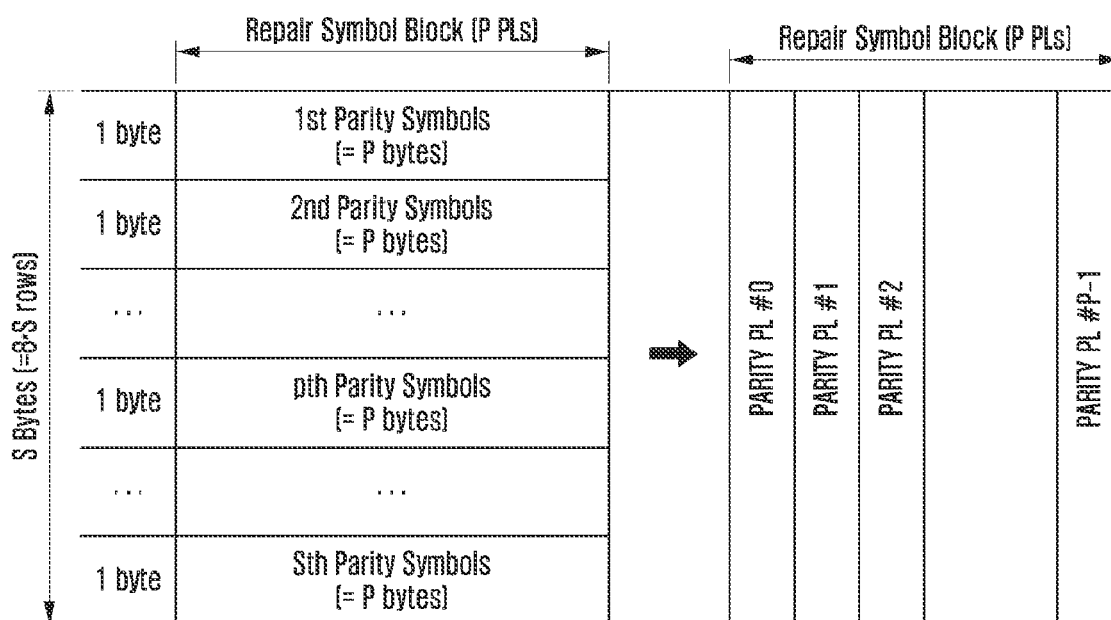 Repair Symbol Block (P PLs)
Repair Symbol Block (P PLs)
S Bytes (=8·S rows)
1 byte
1st Parity Symbols
(= P bytes)
1 byte
2nd Parity Symbols
(= P bytes)
...
...
1 byte
pth Parity Symbols
(= P bytes)
...
...
1 byte
Sth Parity Symbols
(= P bytes)
PARITY PL #0
PARITY PL #1
PARITY PL #2
PARITY PL #P-1